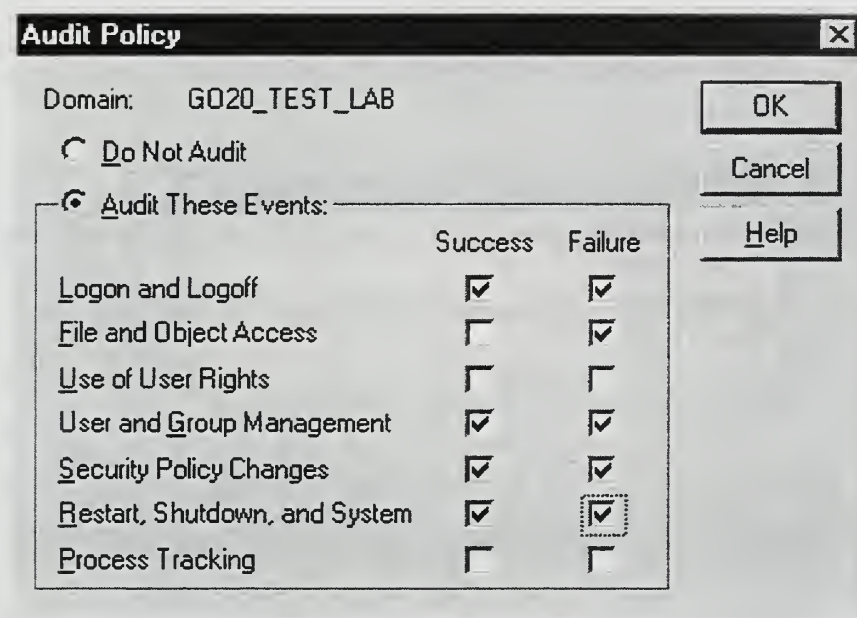 Audit Policy
Domain: GO20_TEST_LAB
OK
Do Not Audit
Cancel
Audit These Events:
Help
Success Failure
Logon and Logoff
File and Object Access
Use of User Rights
User and Group Management
Security Policy Changes
Restart, Shutdown, and System
Process Tracking